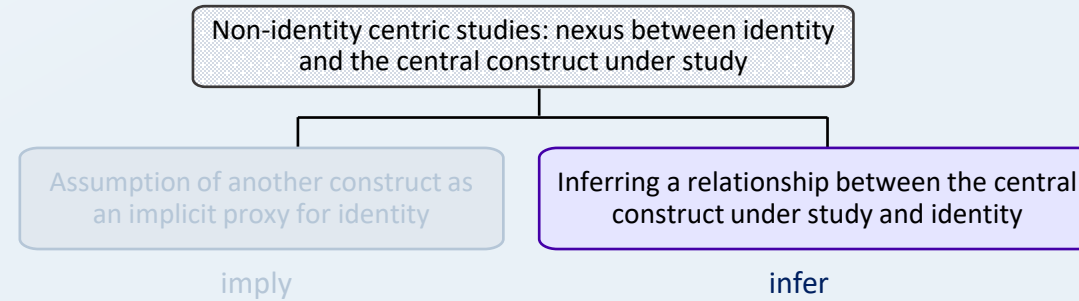 Non-identity centric studies: nexus between identity
and the central construct under study
Assumption of another construct as
an implicit proxy for identity
Inferring a relationship between the central
construct under study and identity
imply
infer